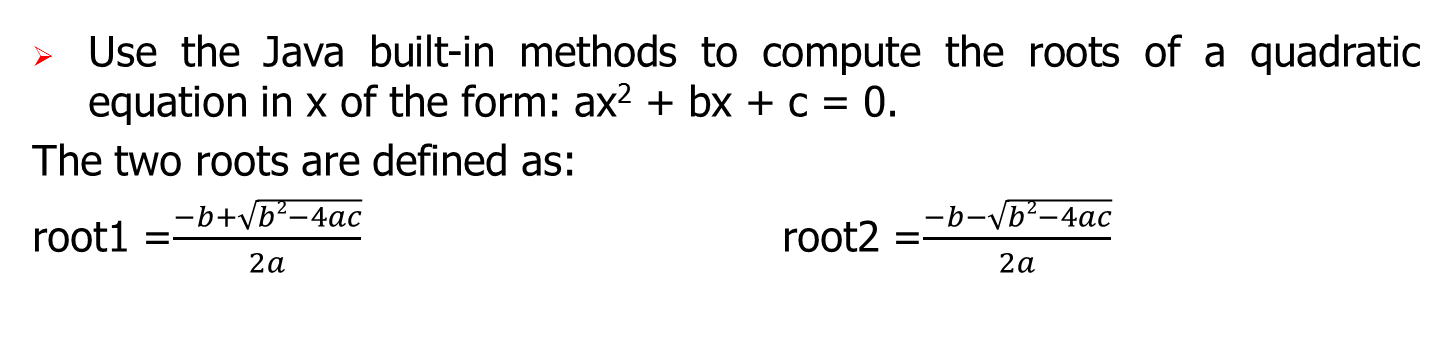 ➢ Use the Java built-in methods to compute the roots of a quadratic
equation in x of the form: ax² + bx + c = 0.
The two roots are defined as:
root1 = (−b+√(b²−4ac))/(2a) root2 = (−b−√(b²−4ac))/(2a)